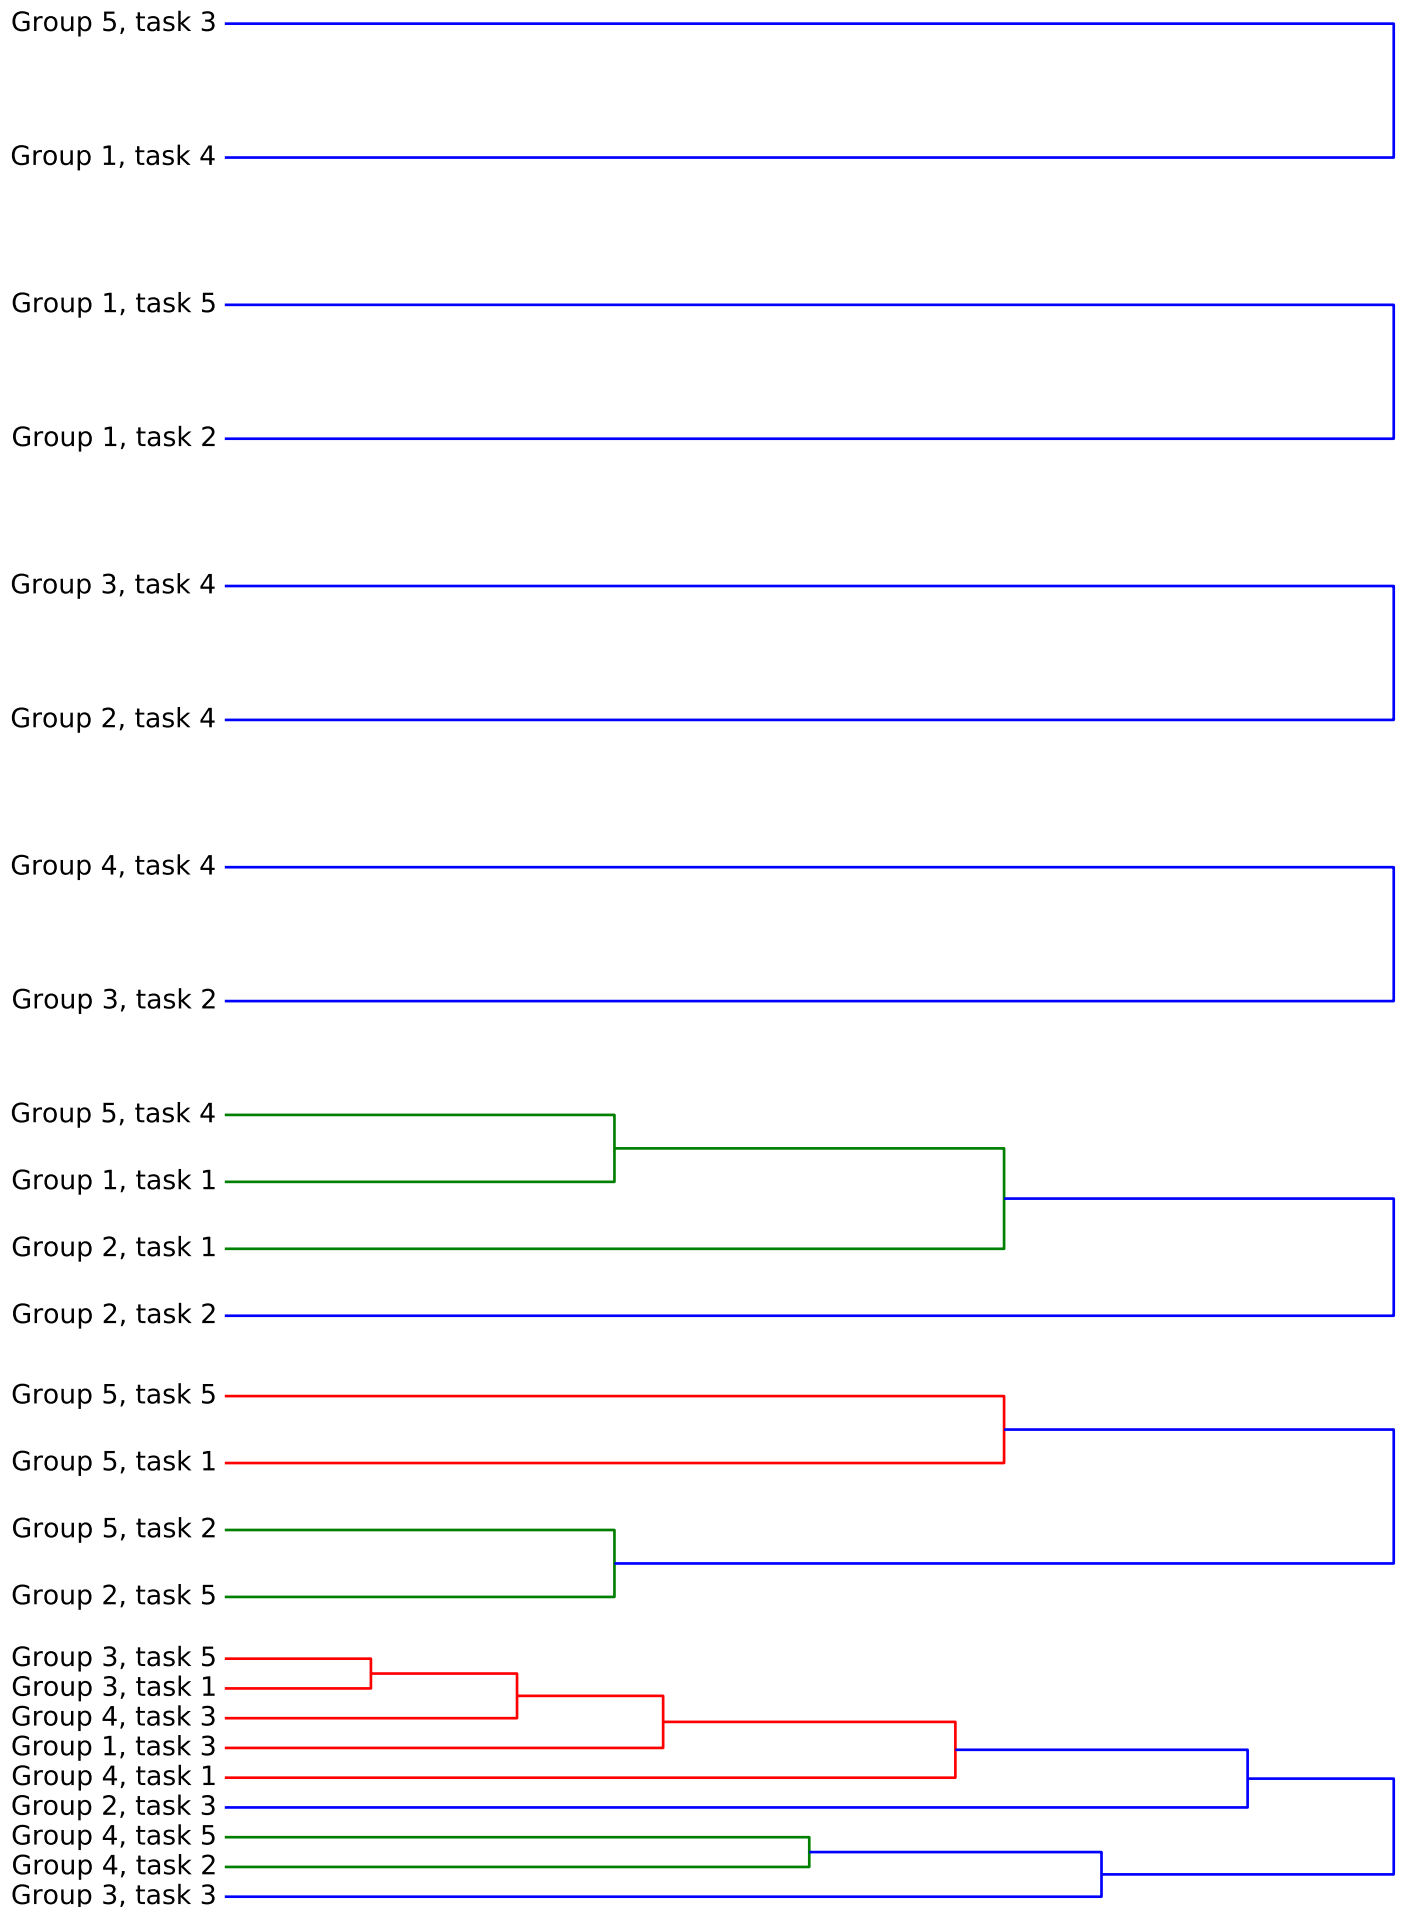 Group 5, task 3
Group 1, task 4
Group 1, task 5
Group 1, task 2
Group 3, task 4
Group 2, task 4
Group 4, task 4
Group 3, task 2
Group 5, task 4
Group 1, task 1
Group 2, task 1
Group 2, task 2
Group 5, task 5
Group 5, task 1
Group 5, task 2
Group 2, task 5
Group 3, task 5
Group 3, task 1
Group 4, task 3
Group 1, task 3
Group 4, task 1
Group 2, task 3
Group 4, task 5
Group 4, task 2
Group 3, task 3